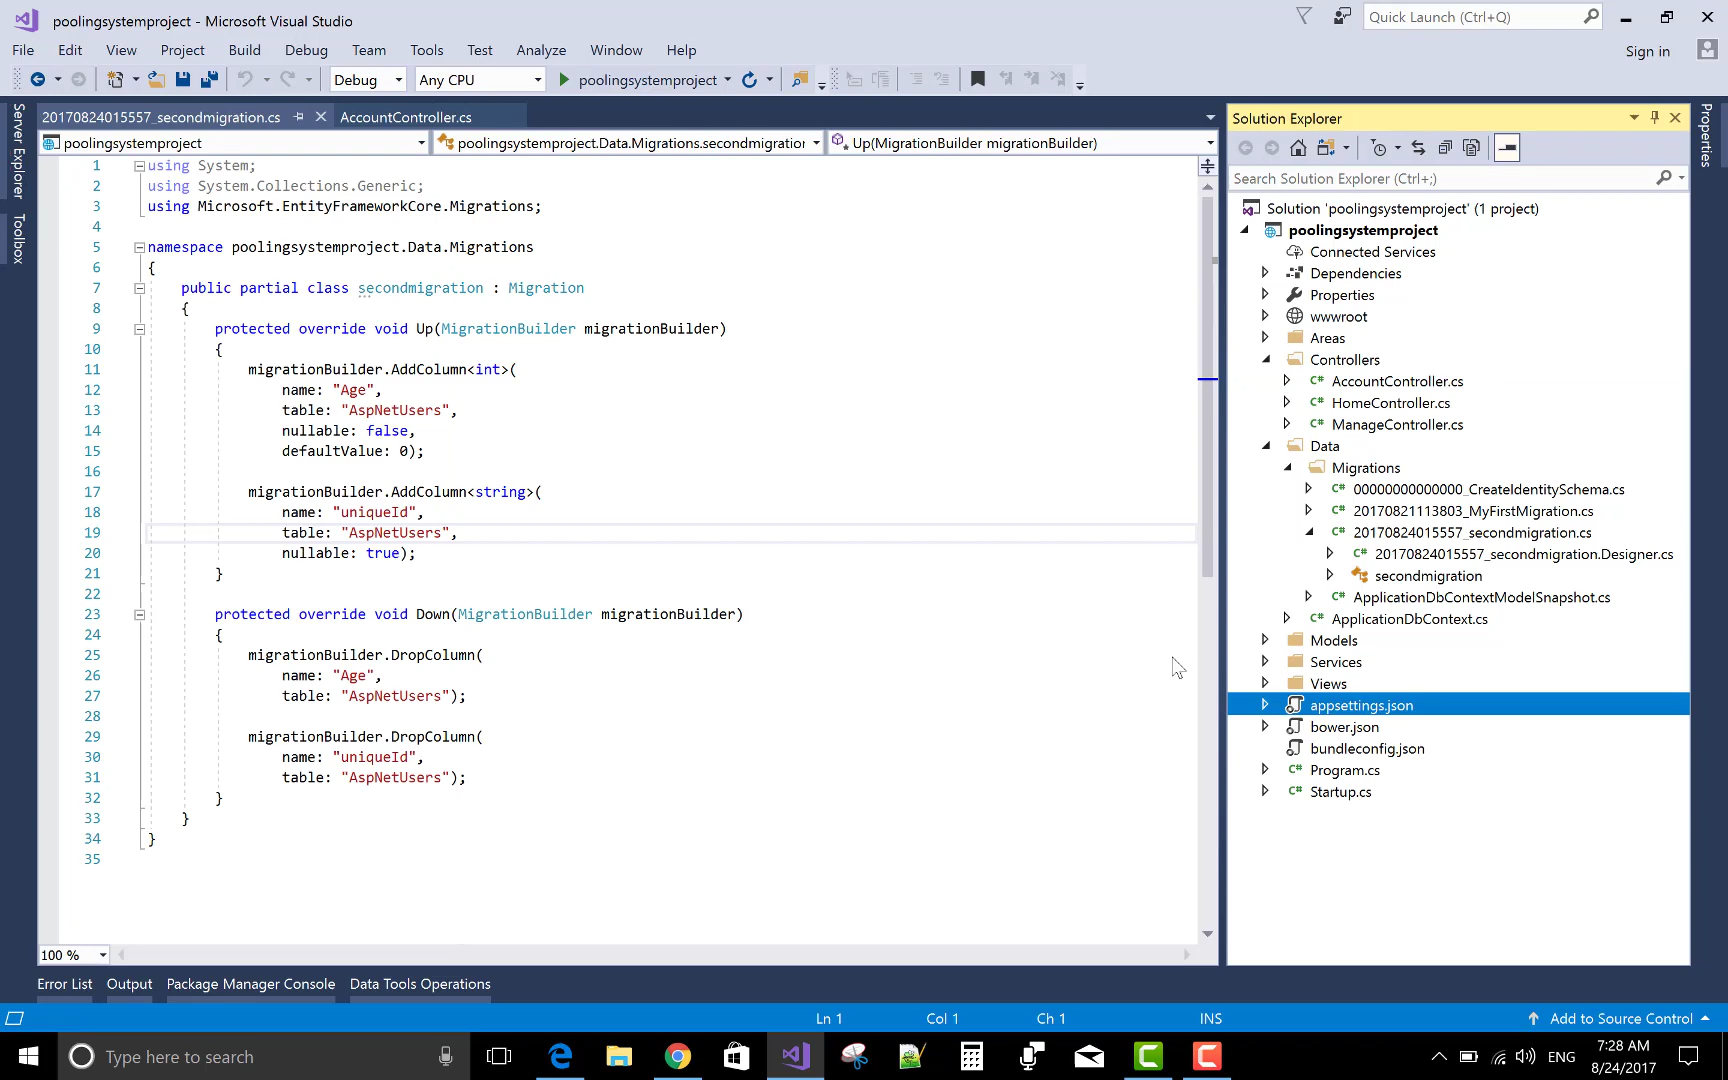 poolingsystemproject - Microsoft Visual Studio
Quick Launch (Ctrl+Q)
File Edit View Project Build Debug Team Tools Test Analyze Window Help
Sign in
Debug Any CPU poolingsystemproject
Server Explorer
Toolbox
20170824015557_secondmigration.cs AccountController.cs
poolingsystemproject poolingsystemproject.Data.Migrations.secondmigration Up(MigrationBuilder migrationBuilder)
1 using System;
2 using System.Collections.Generic;
3 using Microsoft.EntityFrameworkCore.Migrations;
4
5 namespace poolingsystemproject.Data.Migrations
6 {
7 public partial class secondmigration : Migration
8 {
9 protected override void Up(MigrationBuilder migrationBuilder)
10 {
11 migrationBuilder.AddColumn<int>(
12 name: "Age",
13 table: "AspNetUsers",
14 nullable: false,
15 defaultValue: 0);
16
17 migrationBuilder.AddColumn<string>(
18 name: "uniqueId",
19 table: "AspNetUsers",
20 nullable: true);
21 }
22
23 protected override void Down(MigrationBuilder migrationBuilder)
24 {
25 migrationBuilder.DropColumn(
26 name: "Age",
27 table: "AspNetUsers");
28
29 migrationBuilder.DropColumn(
30 name: "uniqueId",
31 table: "AspNetUsers");
32 }
33 }
34 }
35
100 %
Solution Explorer
Search Solution Explorer (Ctrl+;)
Solution 'poolingsystemproject' (1 project)
poolingsystemproject
Connected Services
Dependencies
Properties
wwwroot
Areas
Controllers
C# AccountController.cs
C# HomeController.cs
C# ManageController.cs
Data
Migrations
C# 00000000000000_CreateIdentitySchema.cs
C# 20170821113803_MyFirstMigration.cs
C# 20170824015557_secondmigration.cs
C# 20170824015557_secondmigration.Designer.cs
secondmigration
C# ApplicationDbContextModelSnapshot.cs
C# ApplicationDbContext.cs
Models
Services
Views
appsettings.json
bower.json
bundleconfig.json
C# Program.cs
C# Startup.cs
Properties
Error List Output Package Manager Console Data Tools Operations
Ln 1 Col 1 Ch 1 INS Add to Source Control
Type here to search
ENG
7:28 AM
8/24/2017